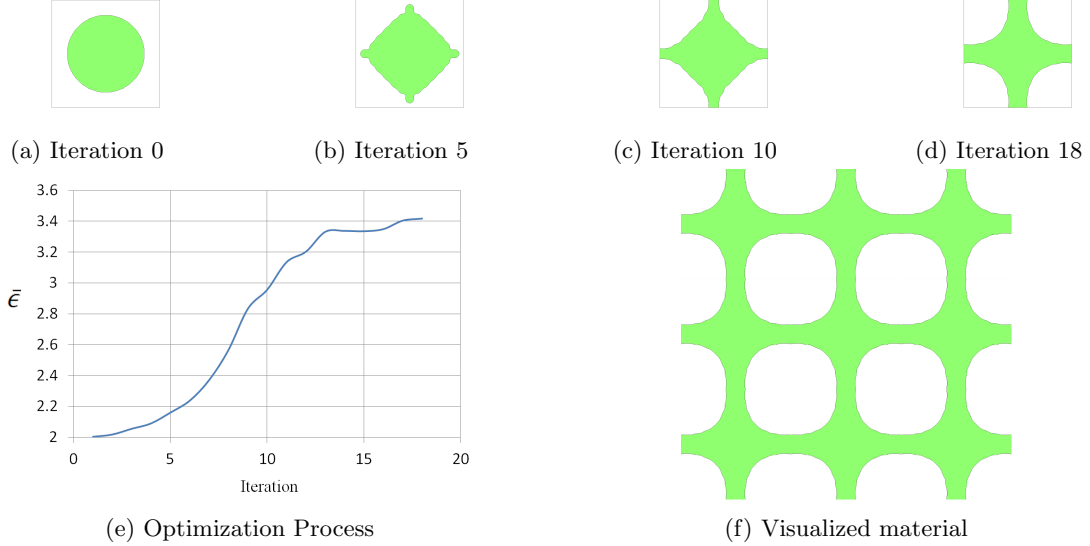 (a) Iteration 0
(b) Iteration 5
(c) Iteration 10
(d) Iteration 18
3.6
3.4
3.2
3
2.8
2.6
2.4
2.2
2
ϵ̄
0 5 10 15 20
Iteration
(e) Optimization Process
(f) Visualized material